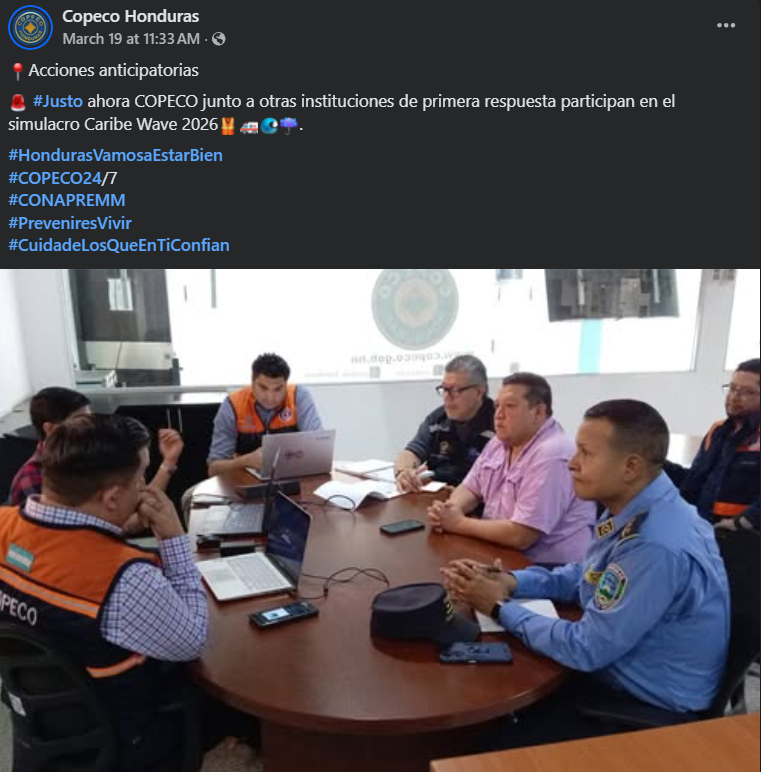 Copeco Honduras
March 19 at 11:33 AM ·
📍Acciones anticipatorias
🚨 #Justo ahora COPECO junto a otras instituciones de primera respuesta participan en el
simulacro Caribe Wave 2026🦺🚑🌊☔.
#HondurasVamosaEstarBien
#COPECO24/7
#CONAPREMM
#PreveniresVivir
#CuidadeLosQueEnTiConfian
COPECO
www.copeco.gob.hn